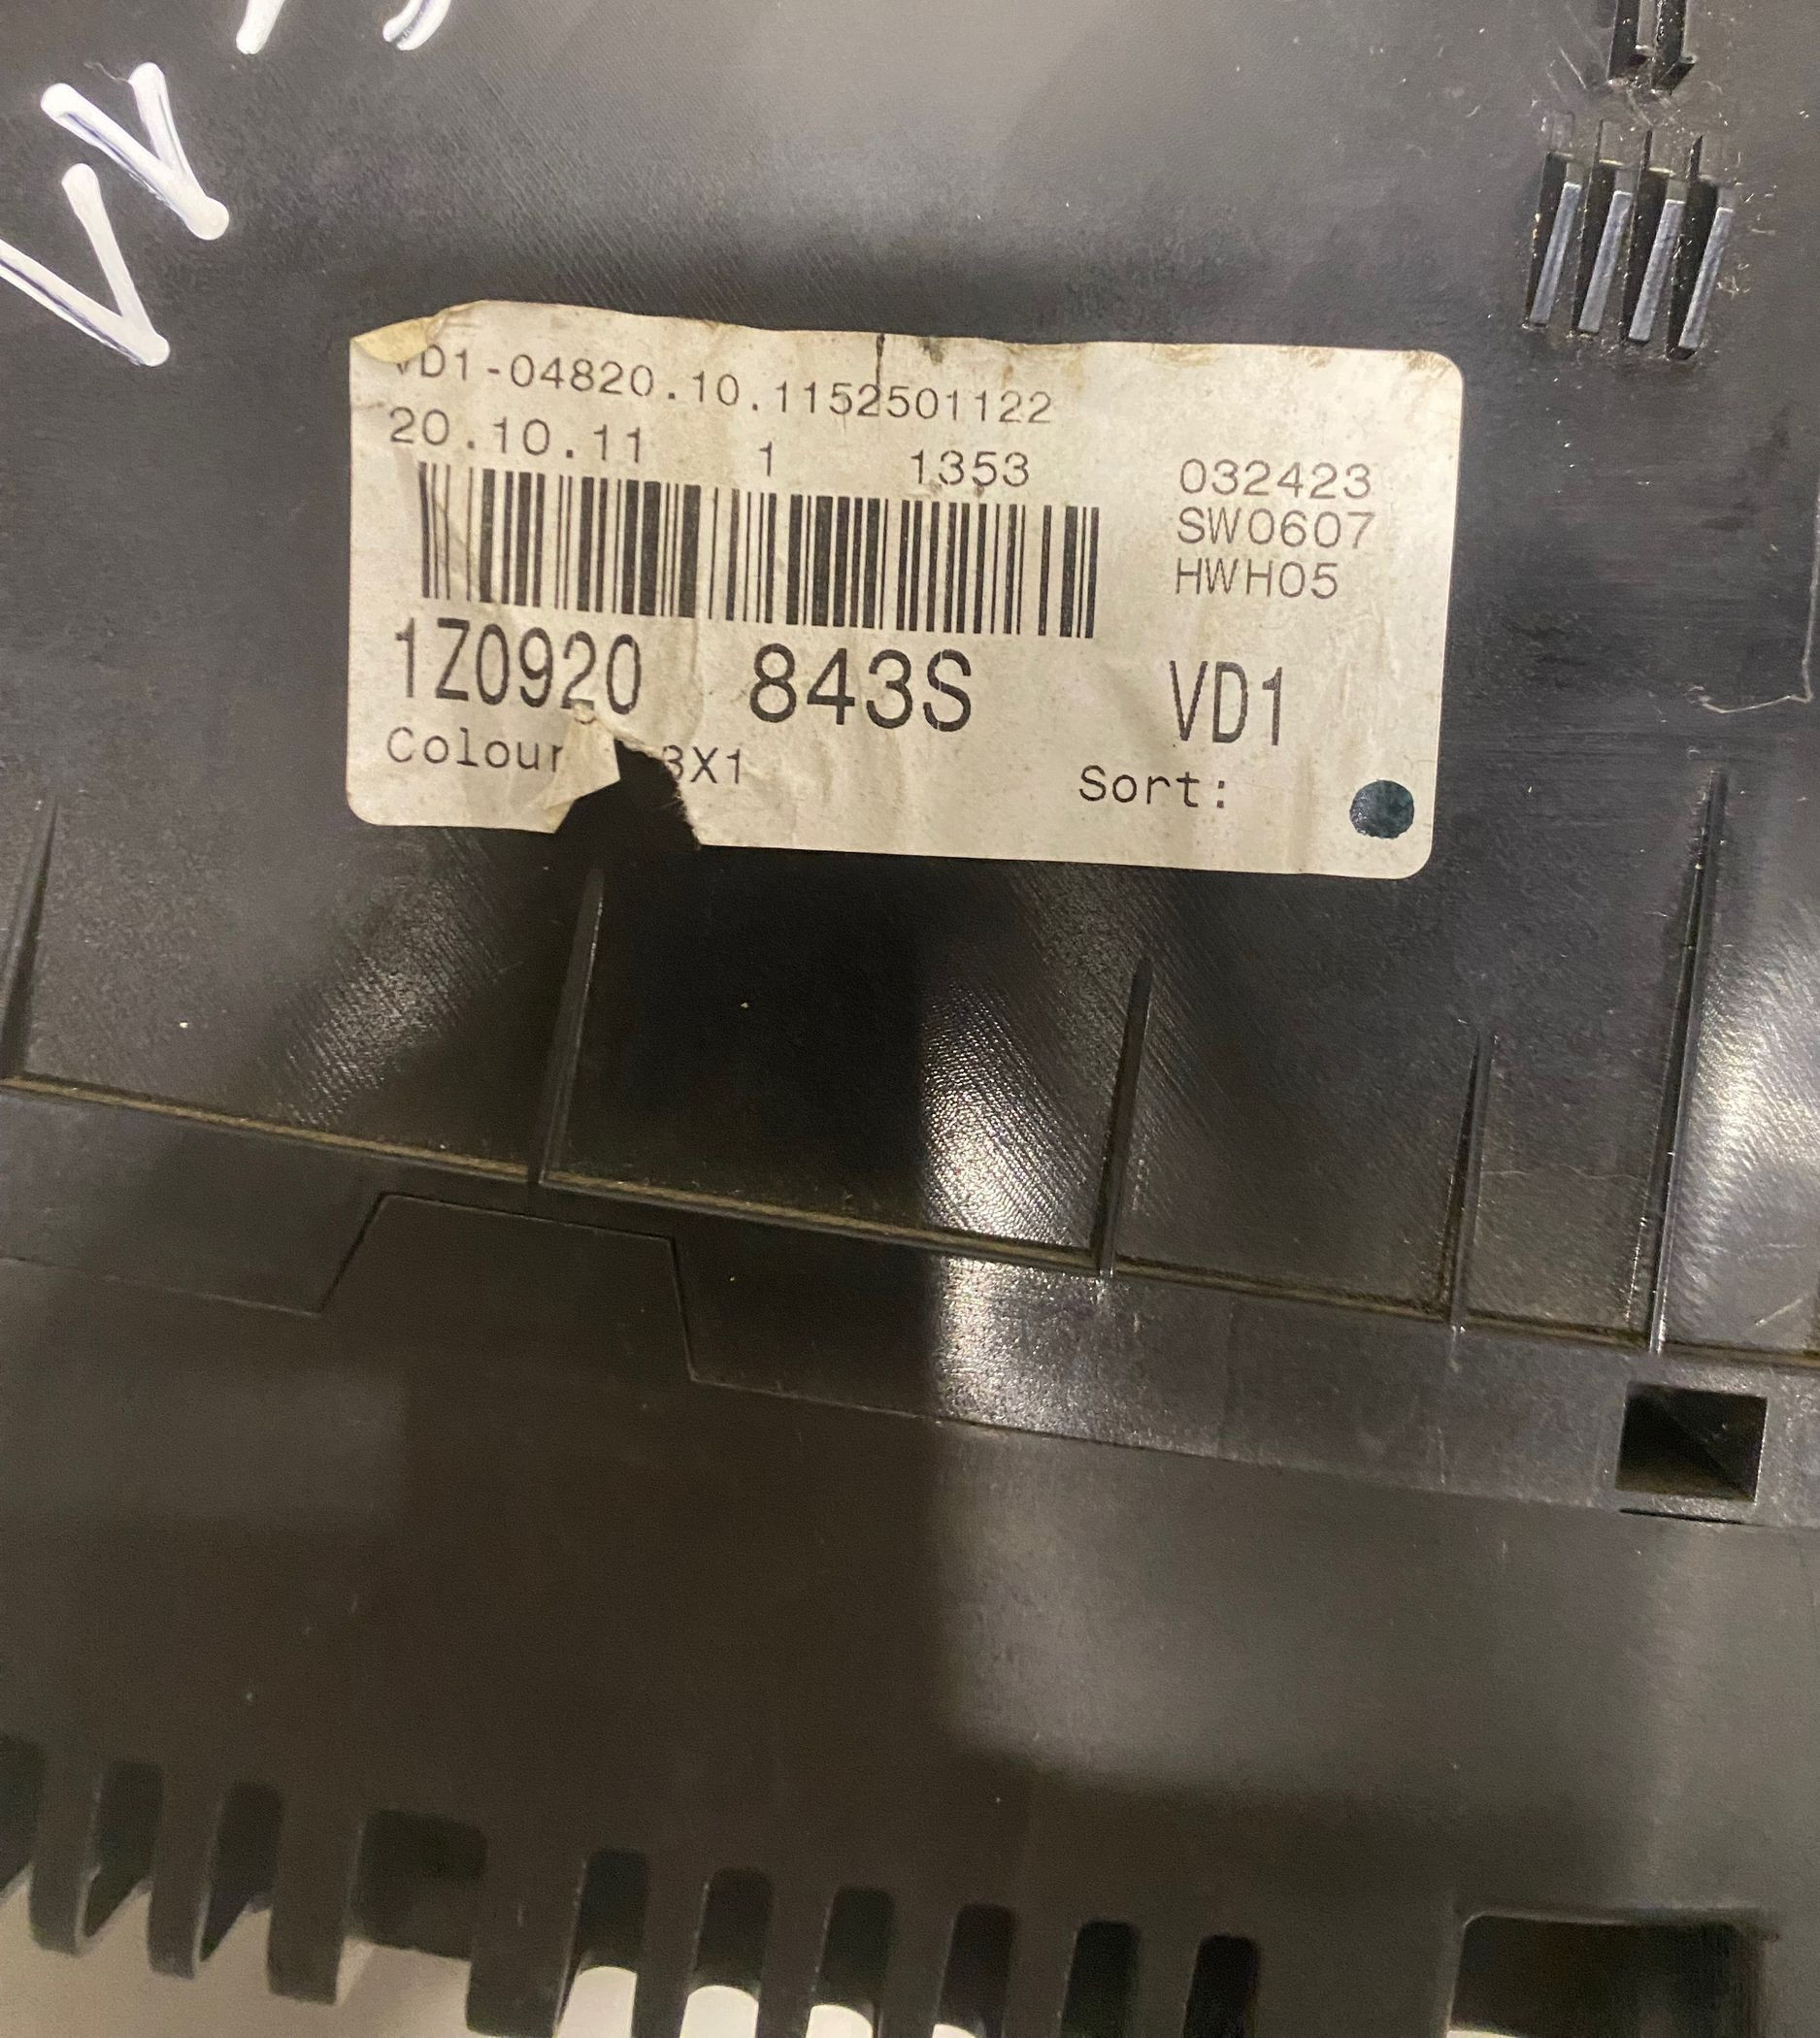 VD1-04820.10.1152501122
20.10.11 1 1353
032423
SW0607
HWH05
1Z0920 843S VD1
Colour 3X1
Sort: